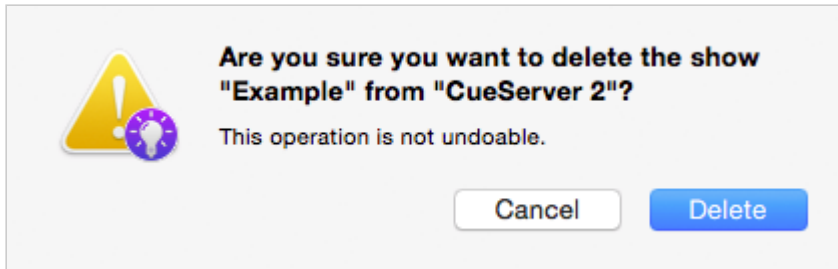 Are you sure you want to delete the show
"Example" from "CueServer 2"?
This operation is not undoable.
Cancel
Delete